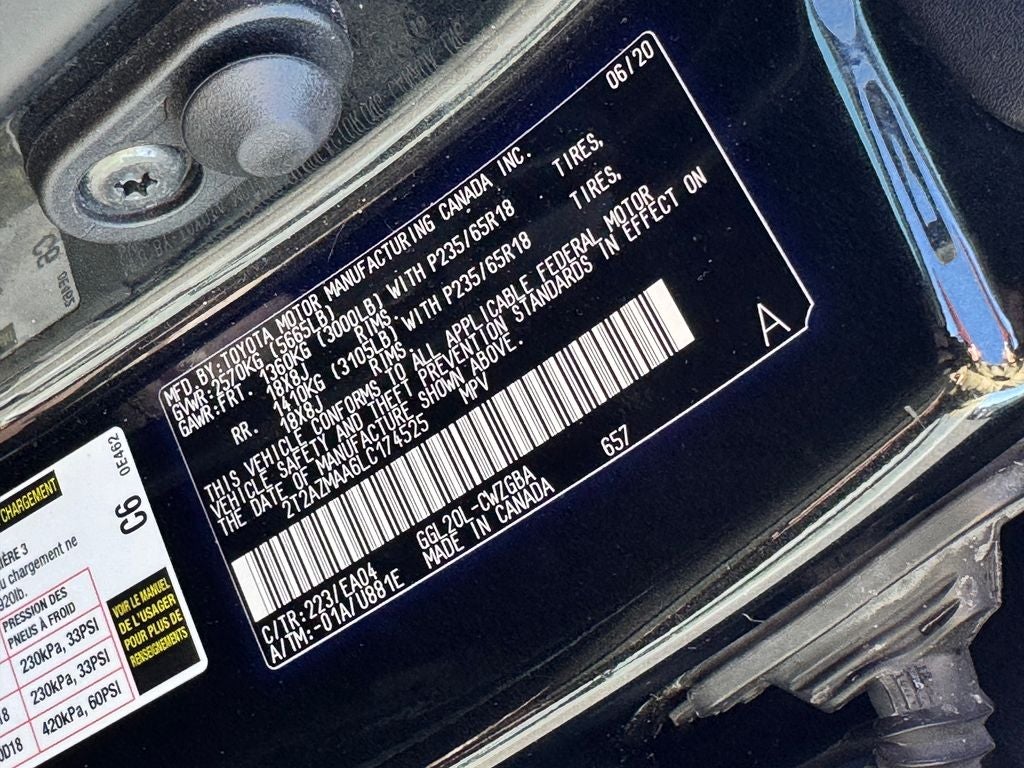 06/20
MFD. BY: TOYOTA MOTOR MANUFACTURING CANADA INC.
GVWR: 2570KG (5665LB)
GAWR: FRT. 1360KG (3000LB) WITH P235/65R18 TIRES,
18X8J RIMS
RR. 1410KG (3105LB) WITH P235/65R18 TIRES,
18X8J RIMS
THIS VEHICLE CONFORMS TO ALL APPLICABLE FEDERAL MOTOR
VEHICLE SAFETY AND THEFT PREVENTION STANDARDS IN EFFECT ON
THE DATE OF MANUFACTURE SHOWN ABOVE.
2T2AZMAA6LC174525 MPV
A
C/TR: 223/EA04 GGL20L-CWZGBA 657
A/TM: -01A/U881E MADE IN CANADA
CHARGEMENT
C6
0E462
chargement ne
920lb.
PRESSION DES
PNEUS À FROID
230kPa, 33PSI
230kPa, 33PSI
420kPa, 60PSI
VOIR LE MANUEL
DE L'USAGER
POUR PLUS DE
RENSEIGNEMENTS